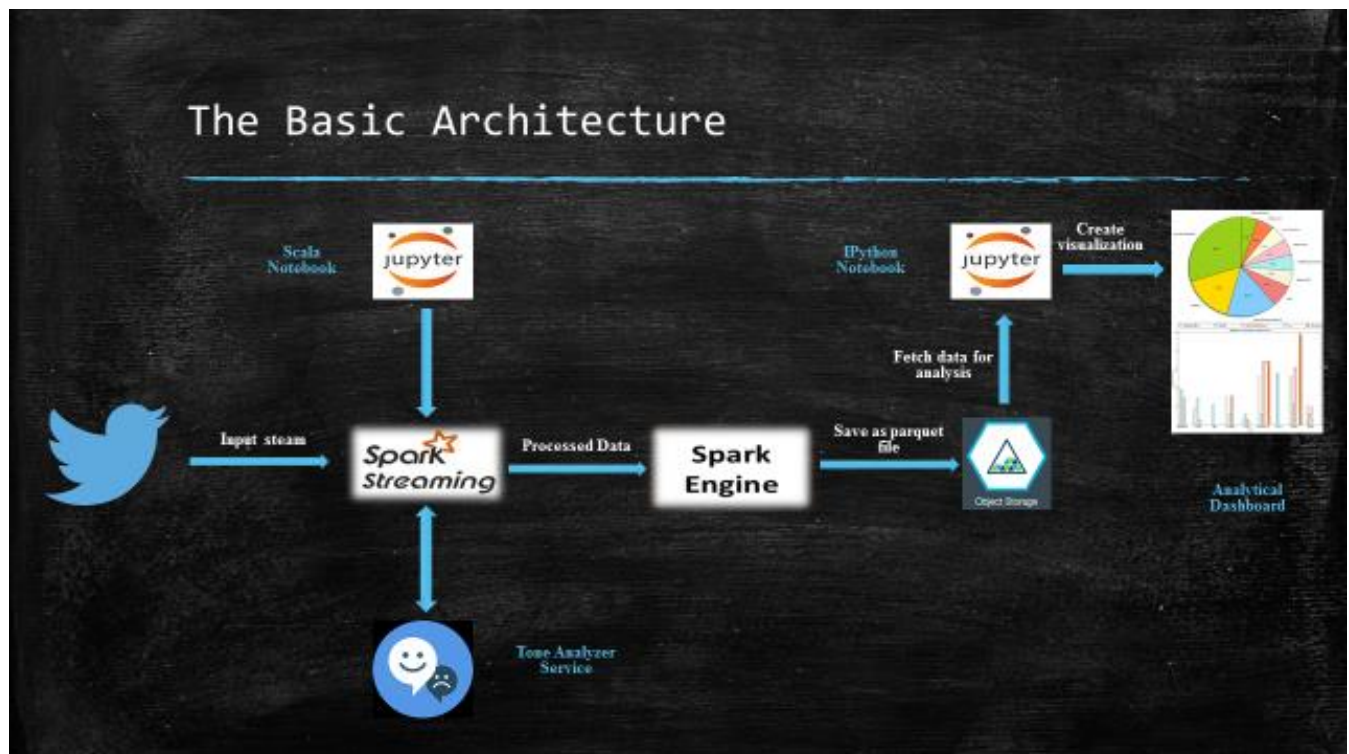 The Basic Architecture
Scala
Notebook
jupyter
IPython
Notebook
jupyter
Create
visualization
Fetch data for
analysis
Input steam
Spark
Streaming
Processed Data
Spark
Engine
Save as parquet
file
Object Storage
Analytical
Dashboard
Tone Analyzer
Service